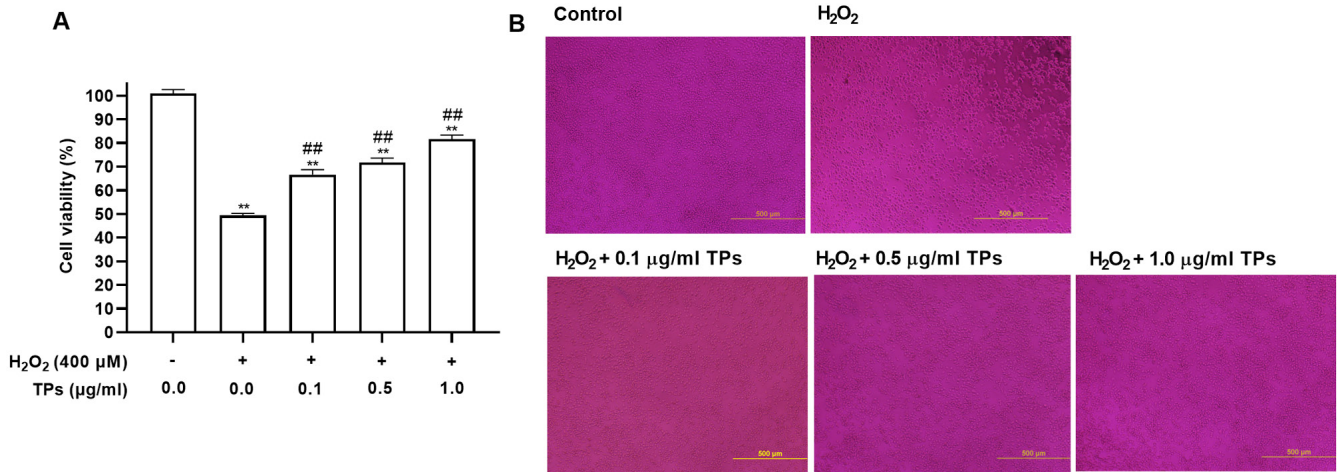 A
Cell viability (%)
100
90
80
70
60
50
40
30
20
10
0
**
##
**
##
**
##
**
H₂O₂ (400 µM) - + + + +
TPs (µg/ml) 0.0 0.0 0.1 0.5 1.0
B
Control
H₂O₂
500 µm
500 µm
H₂O₂ + 0.1 µg/ml TPs
H₂O₂ + 0.5 µg/ml TPs
H₂O₂ + 1.0 µg/ml TPs
500 µm
500 µm
500 µm